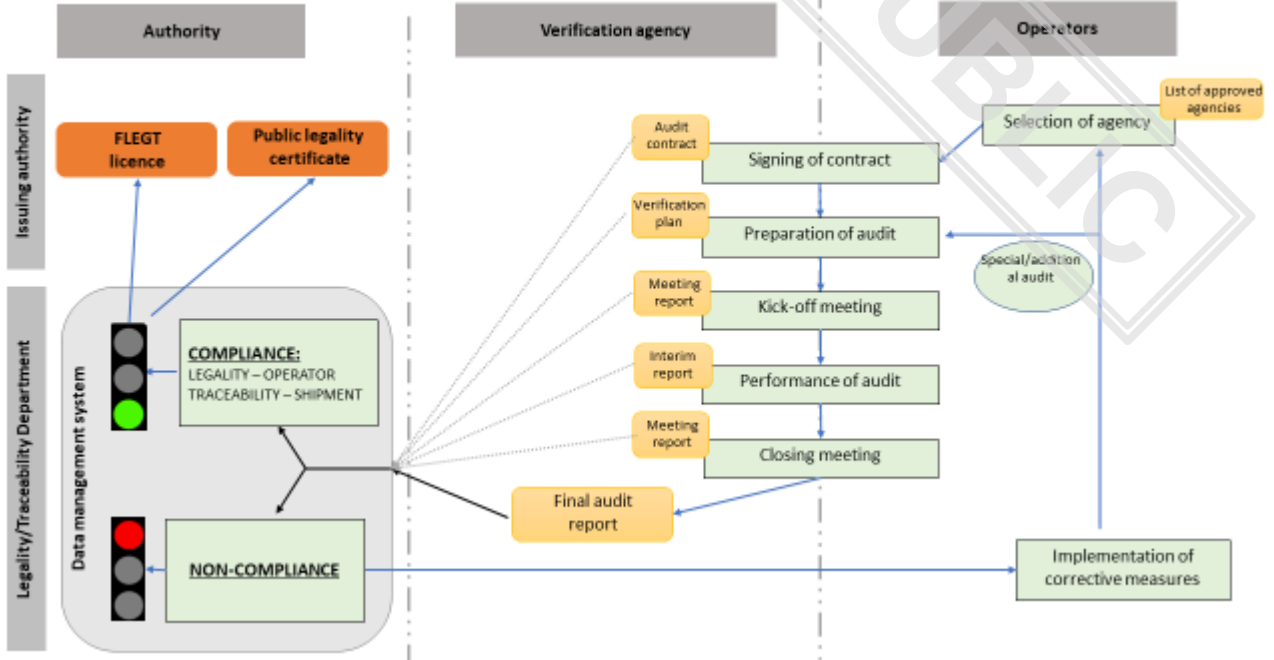 Authority
Verification agency
Operators
Issuing authority
Legality/Traceability Department
FLEGT
licence
Public legality
certificate
List of approved
agencies
Selection of agency
Audit
contract
Signing of contract
Verification
plan
Preparation of audit
Special/addition
al audit
Meeting
report
Kick-off meeting
Interim
report
Performance of audit
Meeting
report
Closing meeting
Final audit
report
Data management system
COMPLIANCE:
LEGALITY – OPERATOR
TRACEABILITY – SHIPMENT
NON-COMPLIANCE
Implementation of
corrective measures
UBLIC